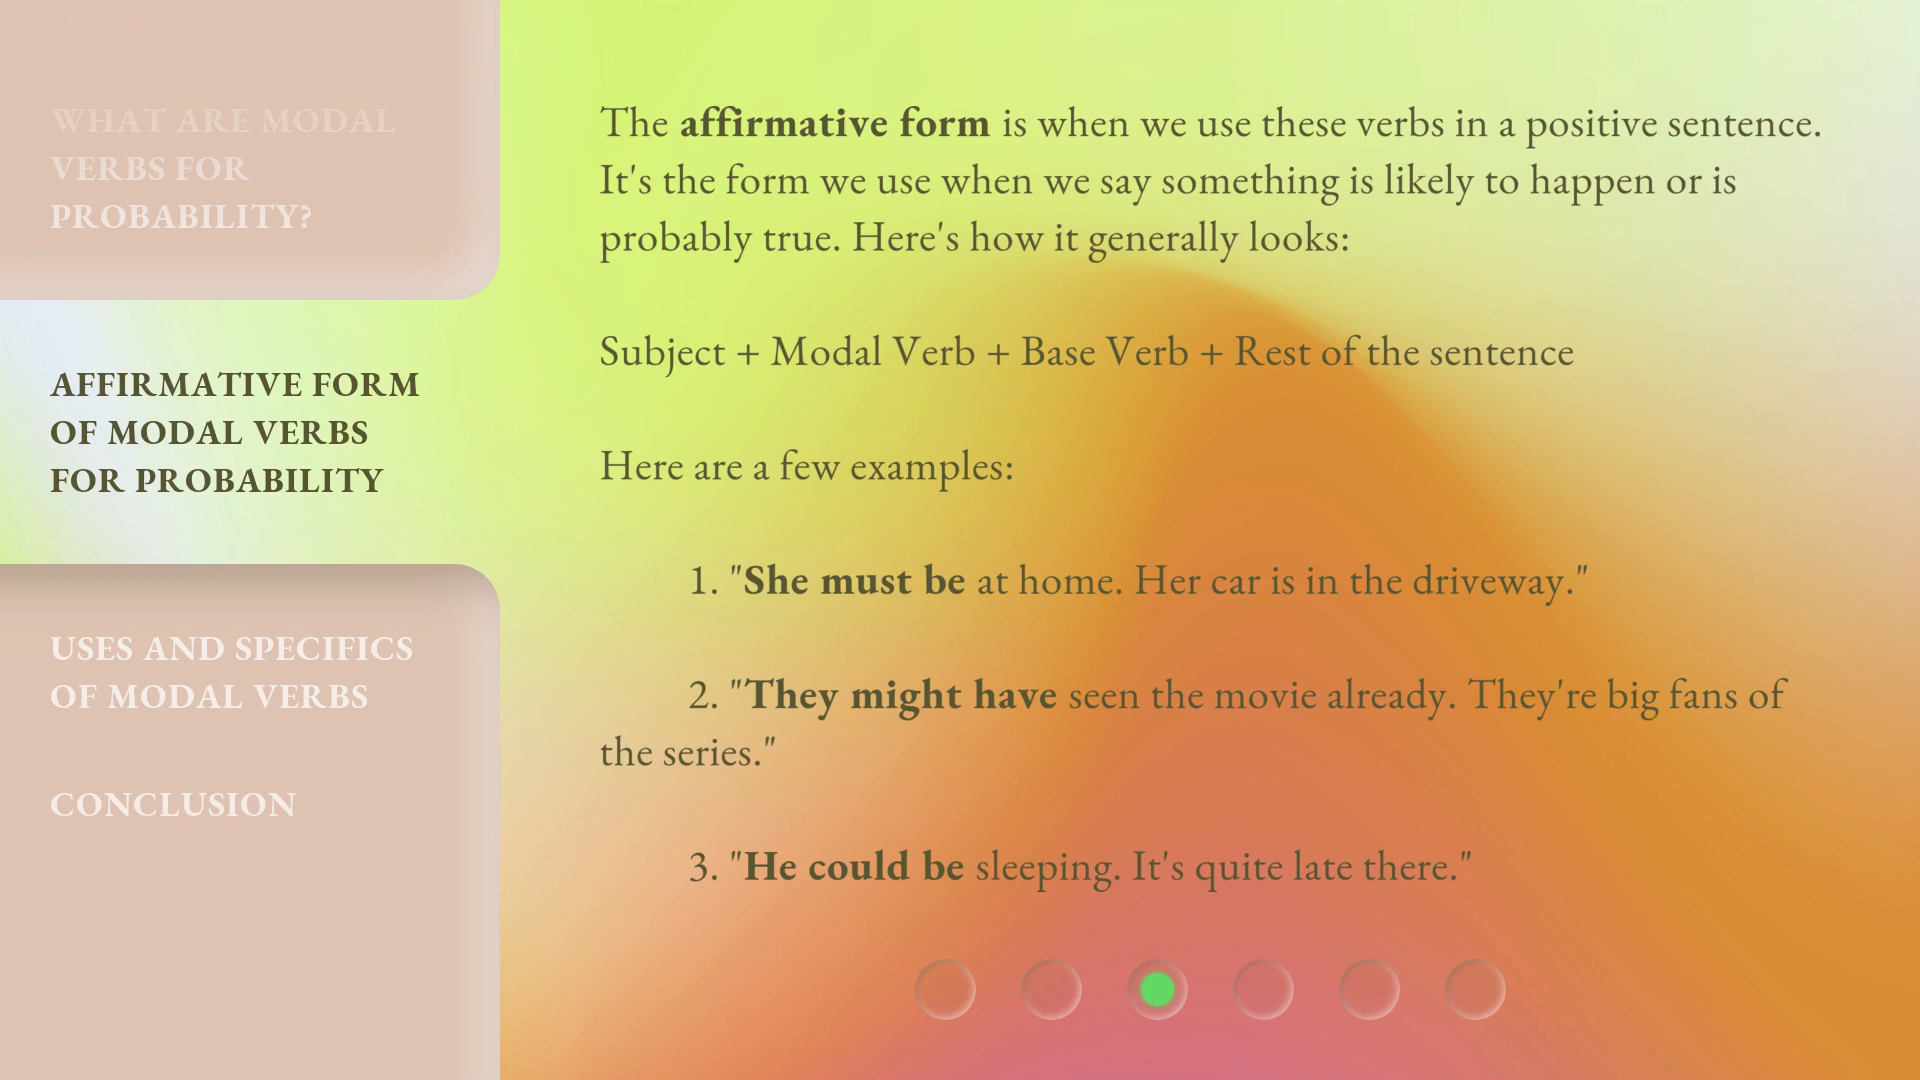 WHAT ARE MODAL
VERBS FOR
PROBABILITY?
AFFIRMATIVE FORM
OF MODAL VERBS
FOR PROBABILITY
USES AND SPECIFICS
OF MODAL VERBS
CONCLUSION
The affirmative form is when we use these verbs in a positive sentence.
It's the form we use when we say something is likely to happen or is
probably true. Here's how it generally looks:
Subject + Modal Verb + Base Verb + Rest of the sentence
Here are a few examples:
1. "She must be at home. Her car is in the driveway."
2. "They might have seen the movie already. They're big fans of
the series."
3. "He could be sleeping. It's quite late there."